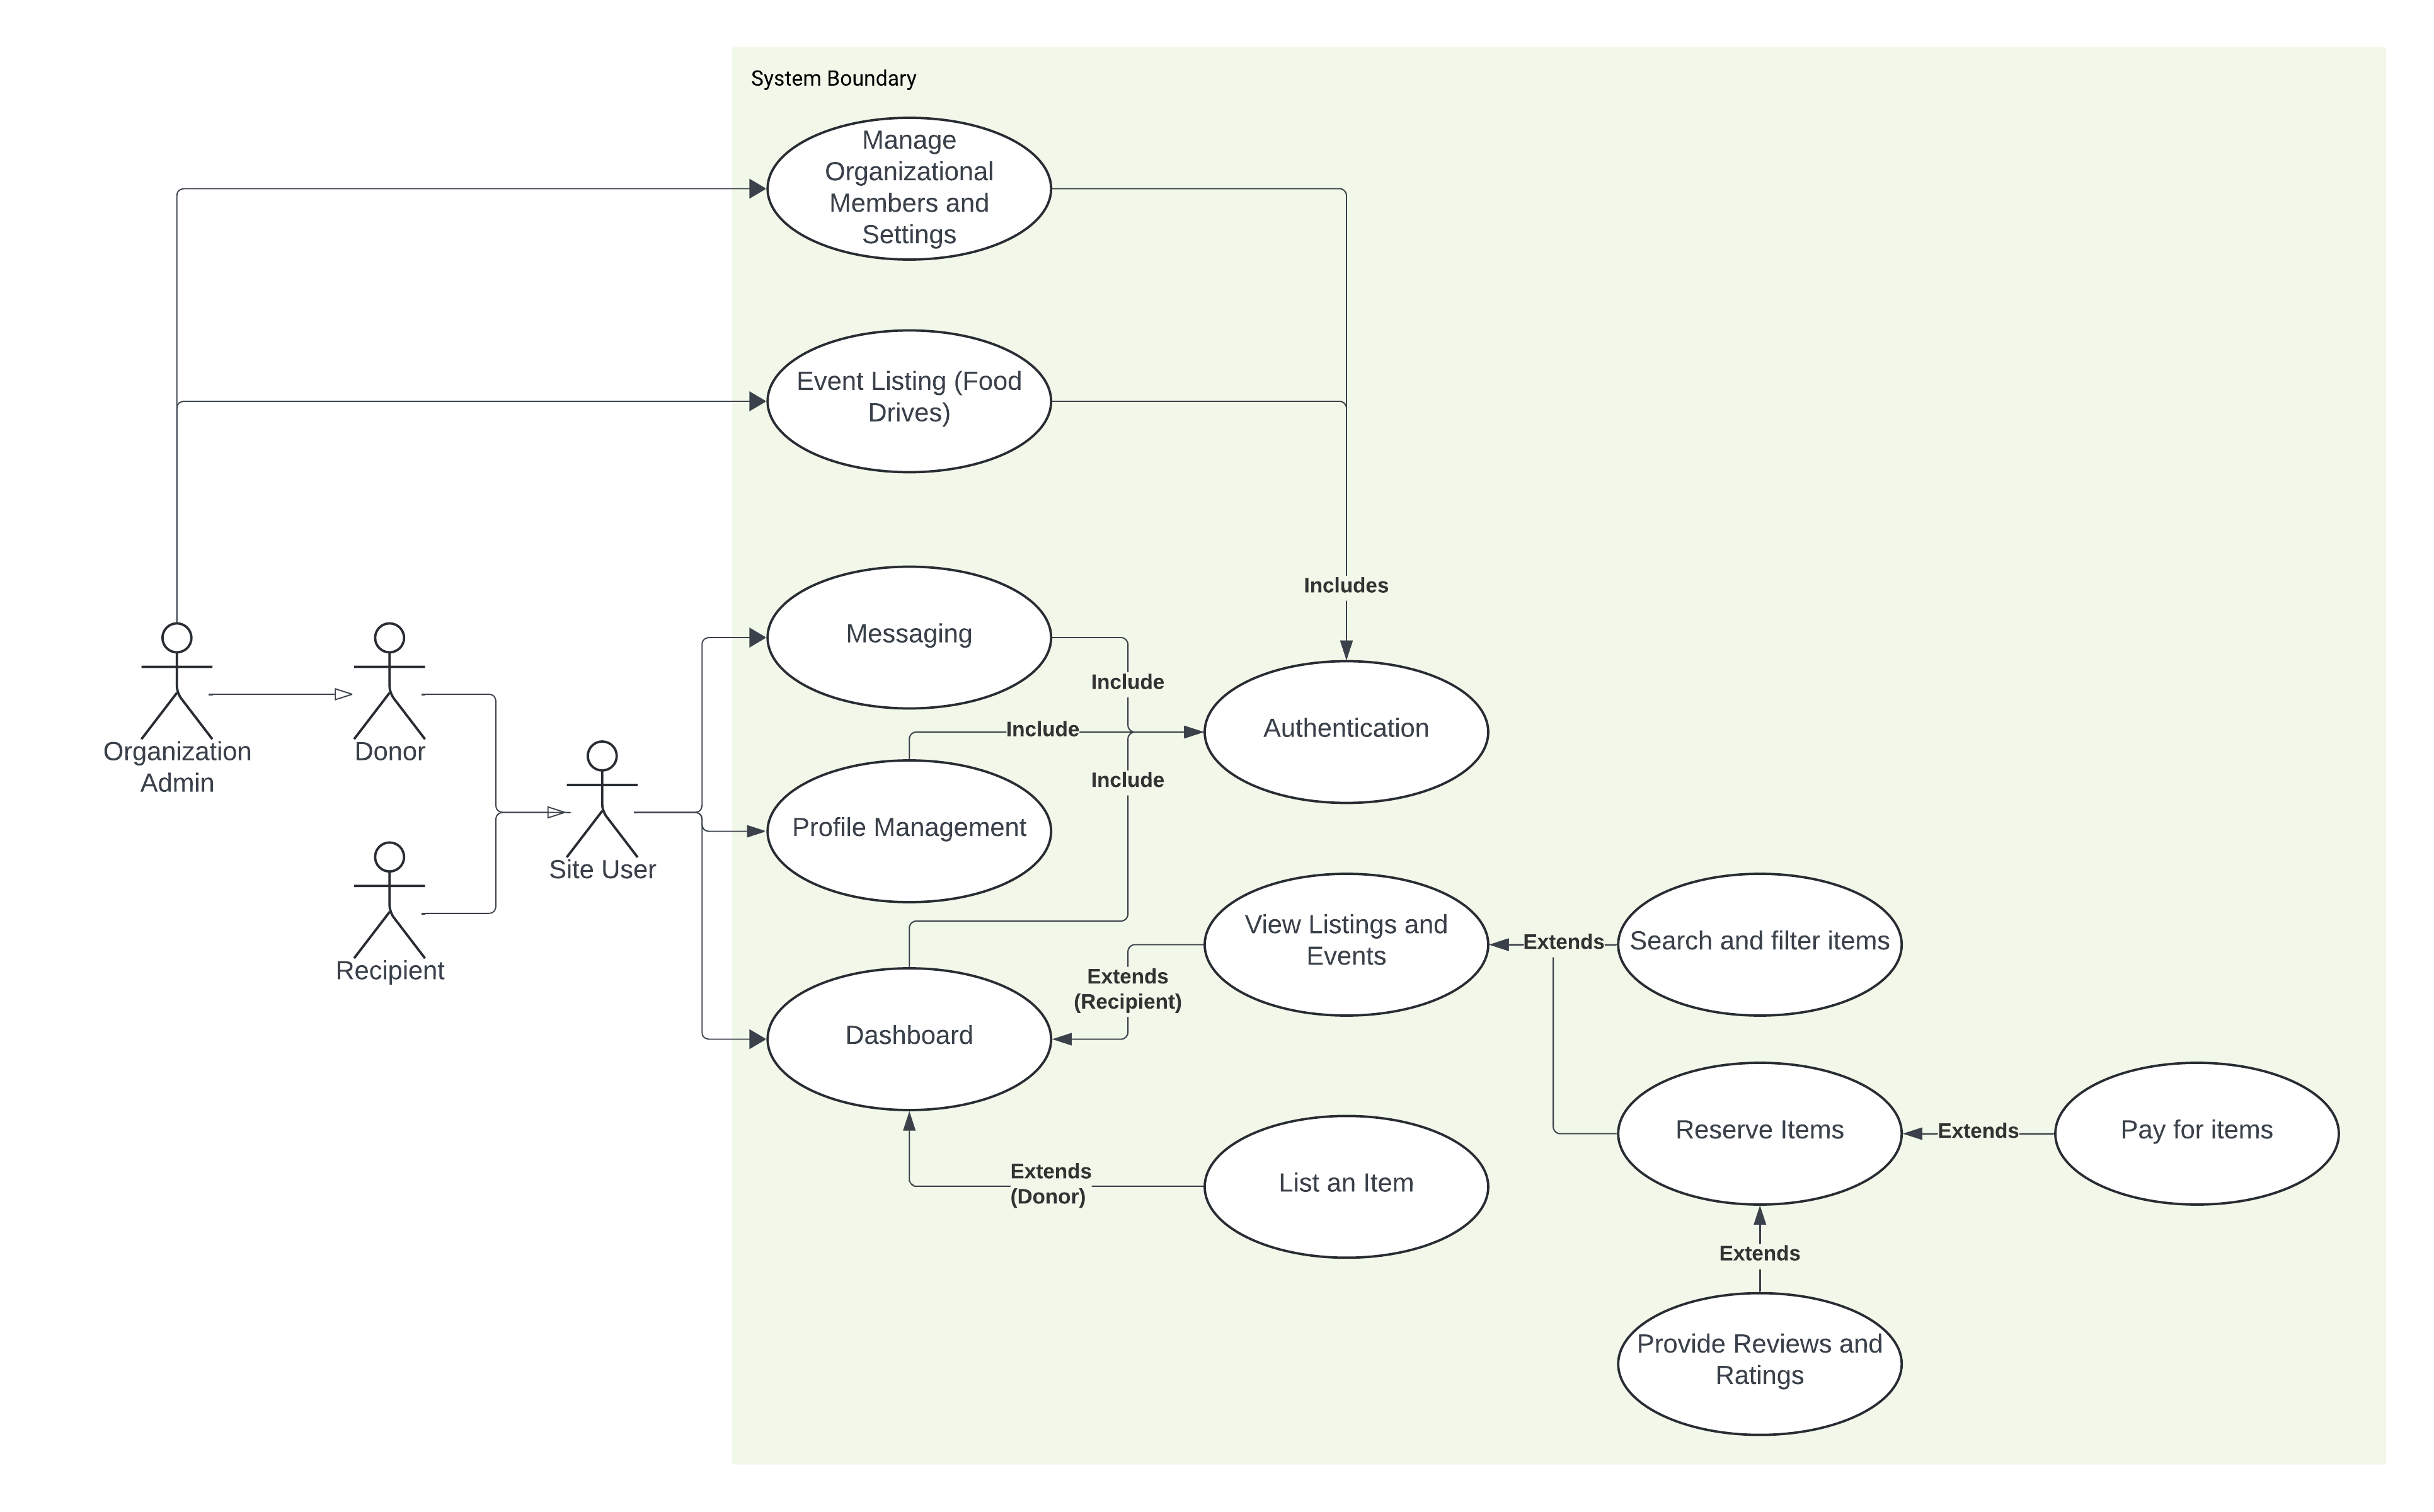 System Boundary
Manage
Organizational
Members and
Settings
Event Listing (Food
Drives)
Includes
Messaging
Include
Include
Authentication
Organization
Admin
Donor
Include
Profile Management
Site User
Recipient
View Listings and
Events
Extends
Search and filter items
Extends
(Recipient)
Dashboard
Reserve Items
Extends
Pay for items
Extends
(Donor)
List an Item
Extends
Provide Reviews and
Ratings